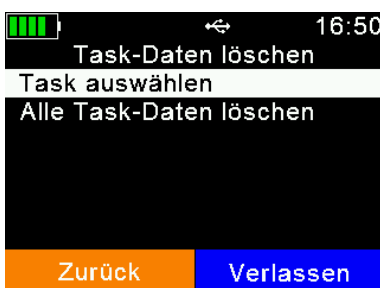 16:50
Task-Daten löschen
Task auswählen
Alle Task-Daten löschen
Zurück Verlassen